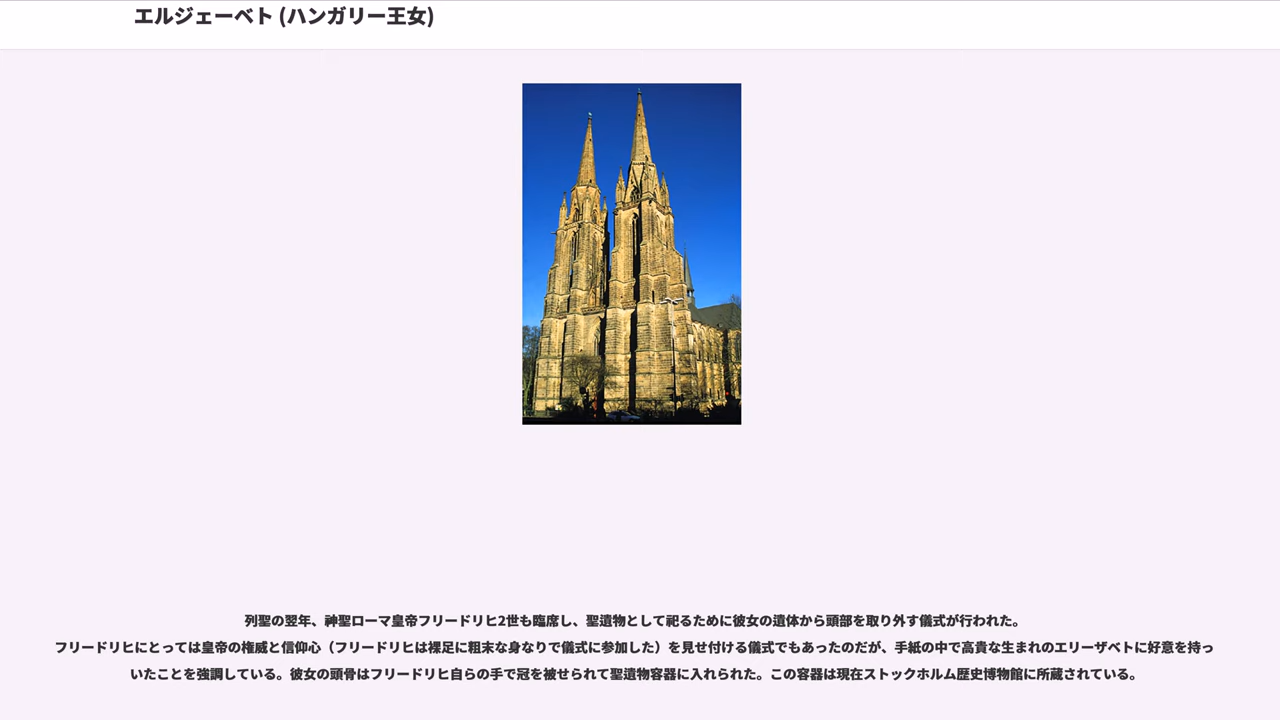 エルジェーベト (ハンガリー王女)
列聖の翌年、神聖ローマ皇帝フリードリヒ2世も臨席し、聖遺物として祀るために彼女の遺体から頭部を取り外す儀式が行われた。
フリードリヒにとっては皇帝の権威と信仰心（フリードリヒは裸足に粗末な身なりで儀式に参加した）を見せ付ける儀式でもあったのだが、手紙の中で高貴な生まれのエリーザベトに好意を持っ
いたことを強調している。彼女の頭骨はフリードリヒ自らの手で冠を被せられて聖遺物容器に入れられた。この容器は現在ストックホルム歴史博物館に所蔵されている。